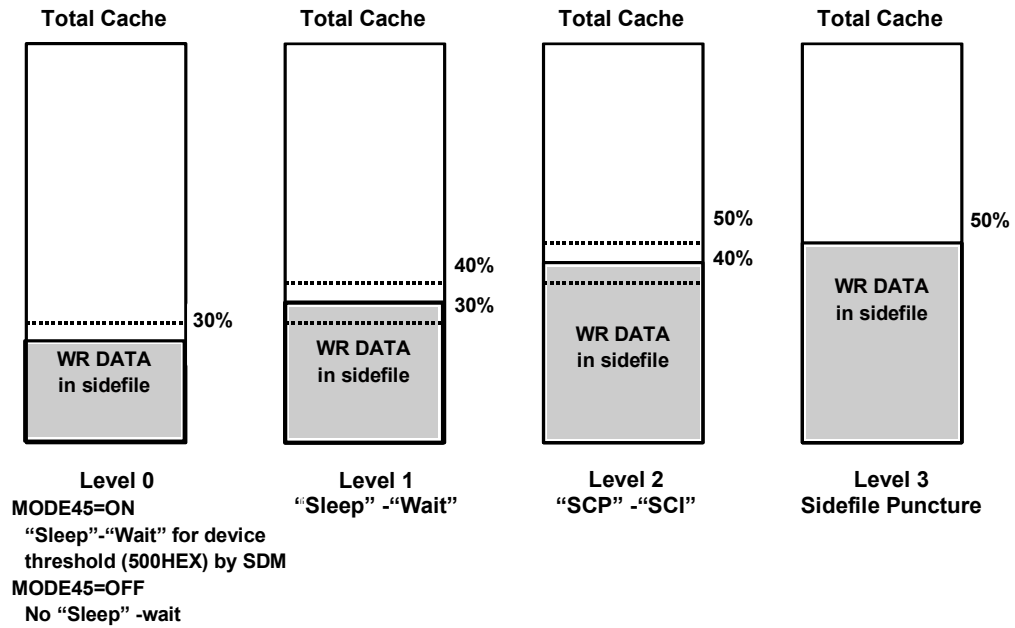 Total Cache
Total Cache
Total Cache
Total Cache
30%
WR DATA
in sidefile
40%
30%
WR DATA
in sidefile
50%
40%
WR DATA
in sidefile
50%
WR DATA
in sidefile
Level 0
MODE45=ON
“Sleep”-“Wait” for device
threshold (500HEX) by SDM
MODE45=OFF
No “Sleep” -wait
Level 1
“Sleep” -“Wait”
Level 2
“SCP” -“SCI”
Level 3
Sidefile Puncture